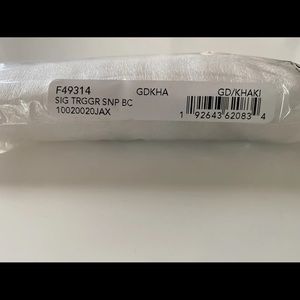 F49314 GDKHA GD/KHAKI
SIG TRGGR SNP BC
10020020JAX
1 92643 62083 4